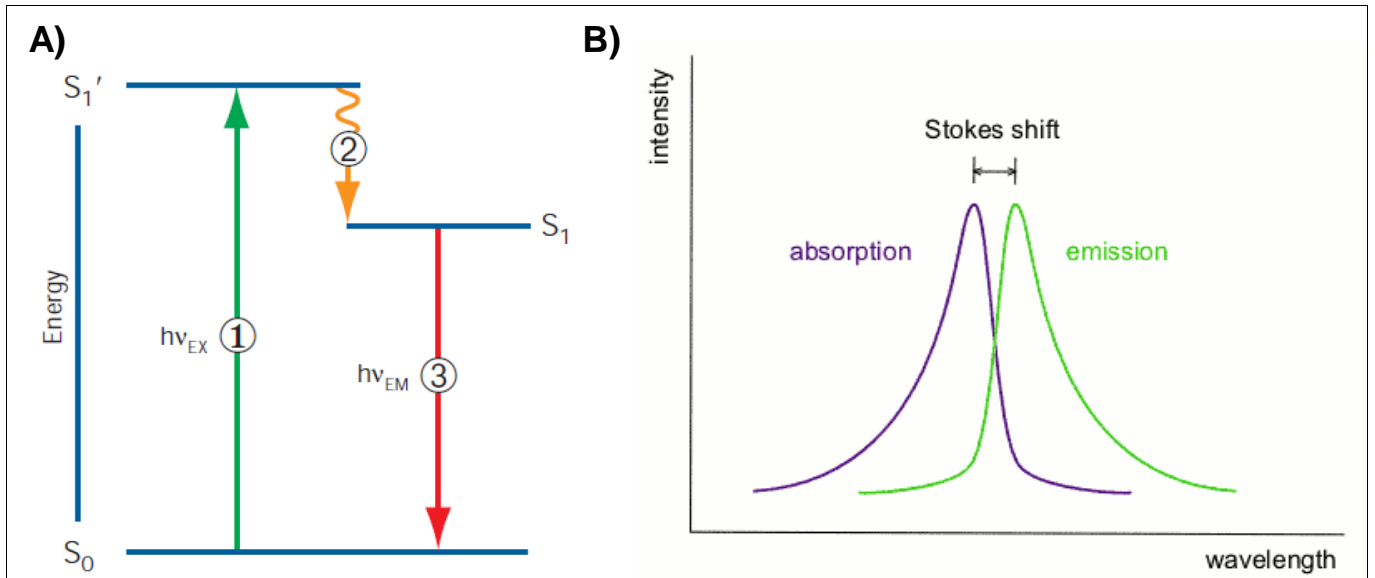 A)
S₁′
2
S₁
Energy
hνEX 1
hνEM 3
S₀
B)
intensity
Stokes shift
absorption
emission
wavelength